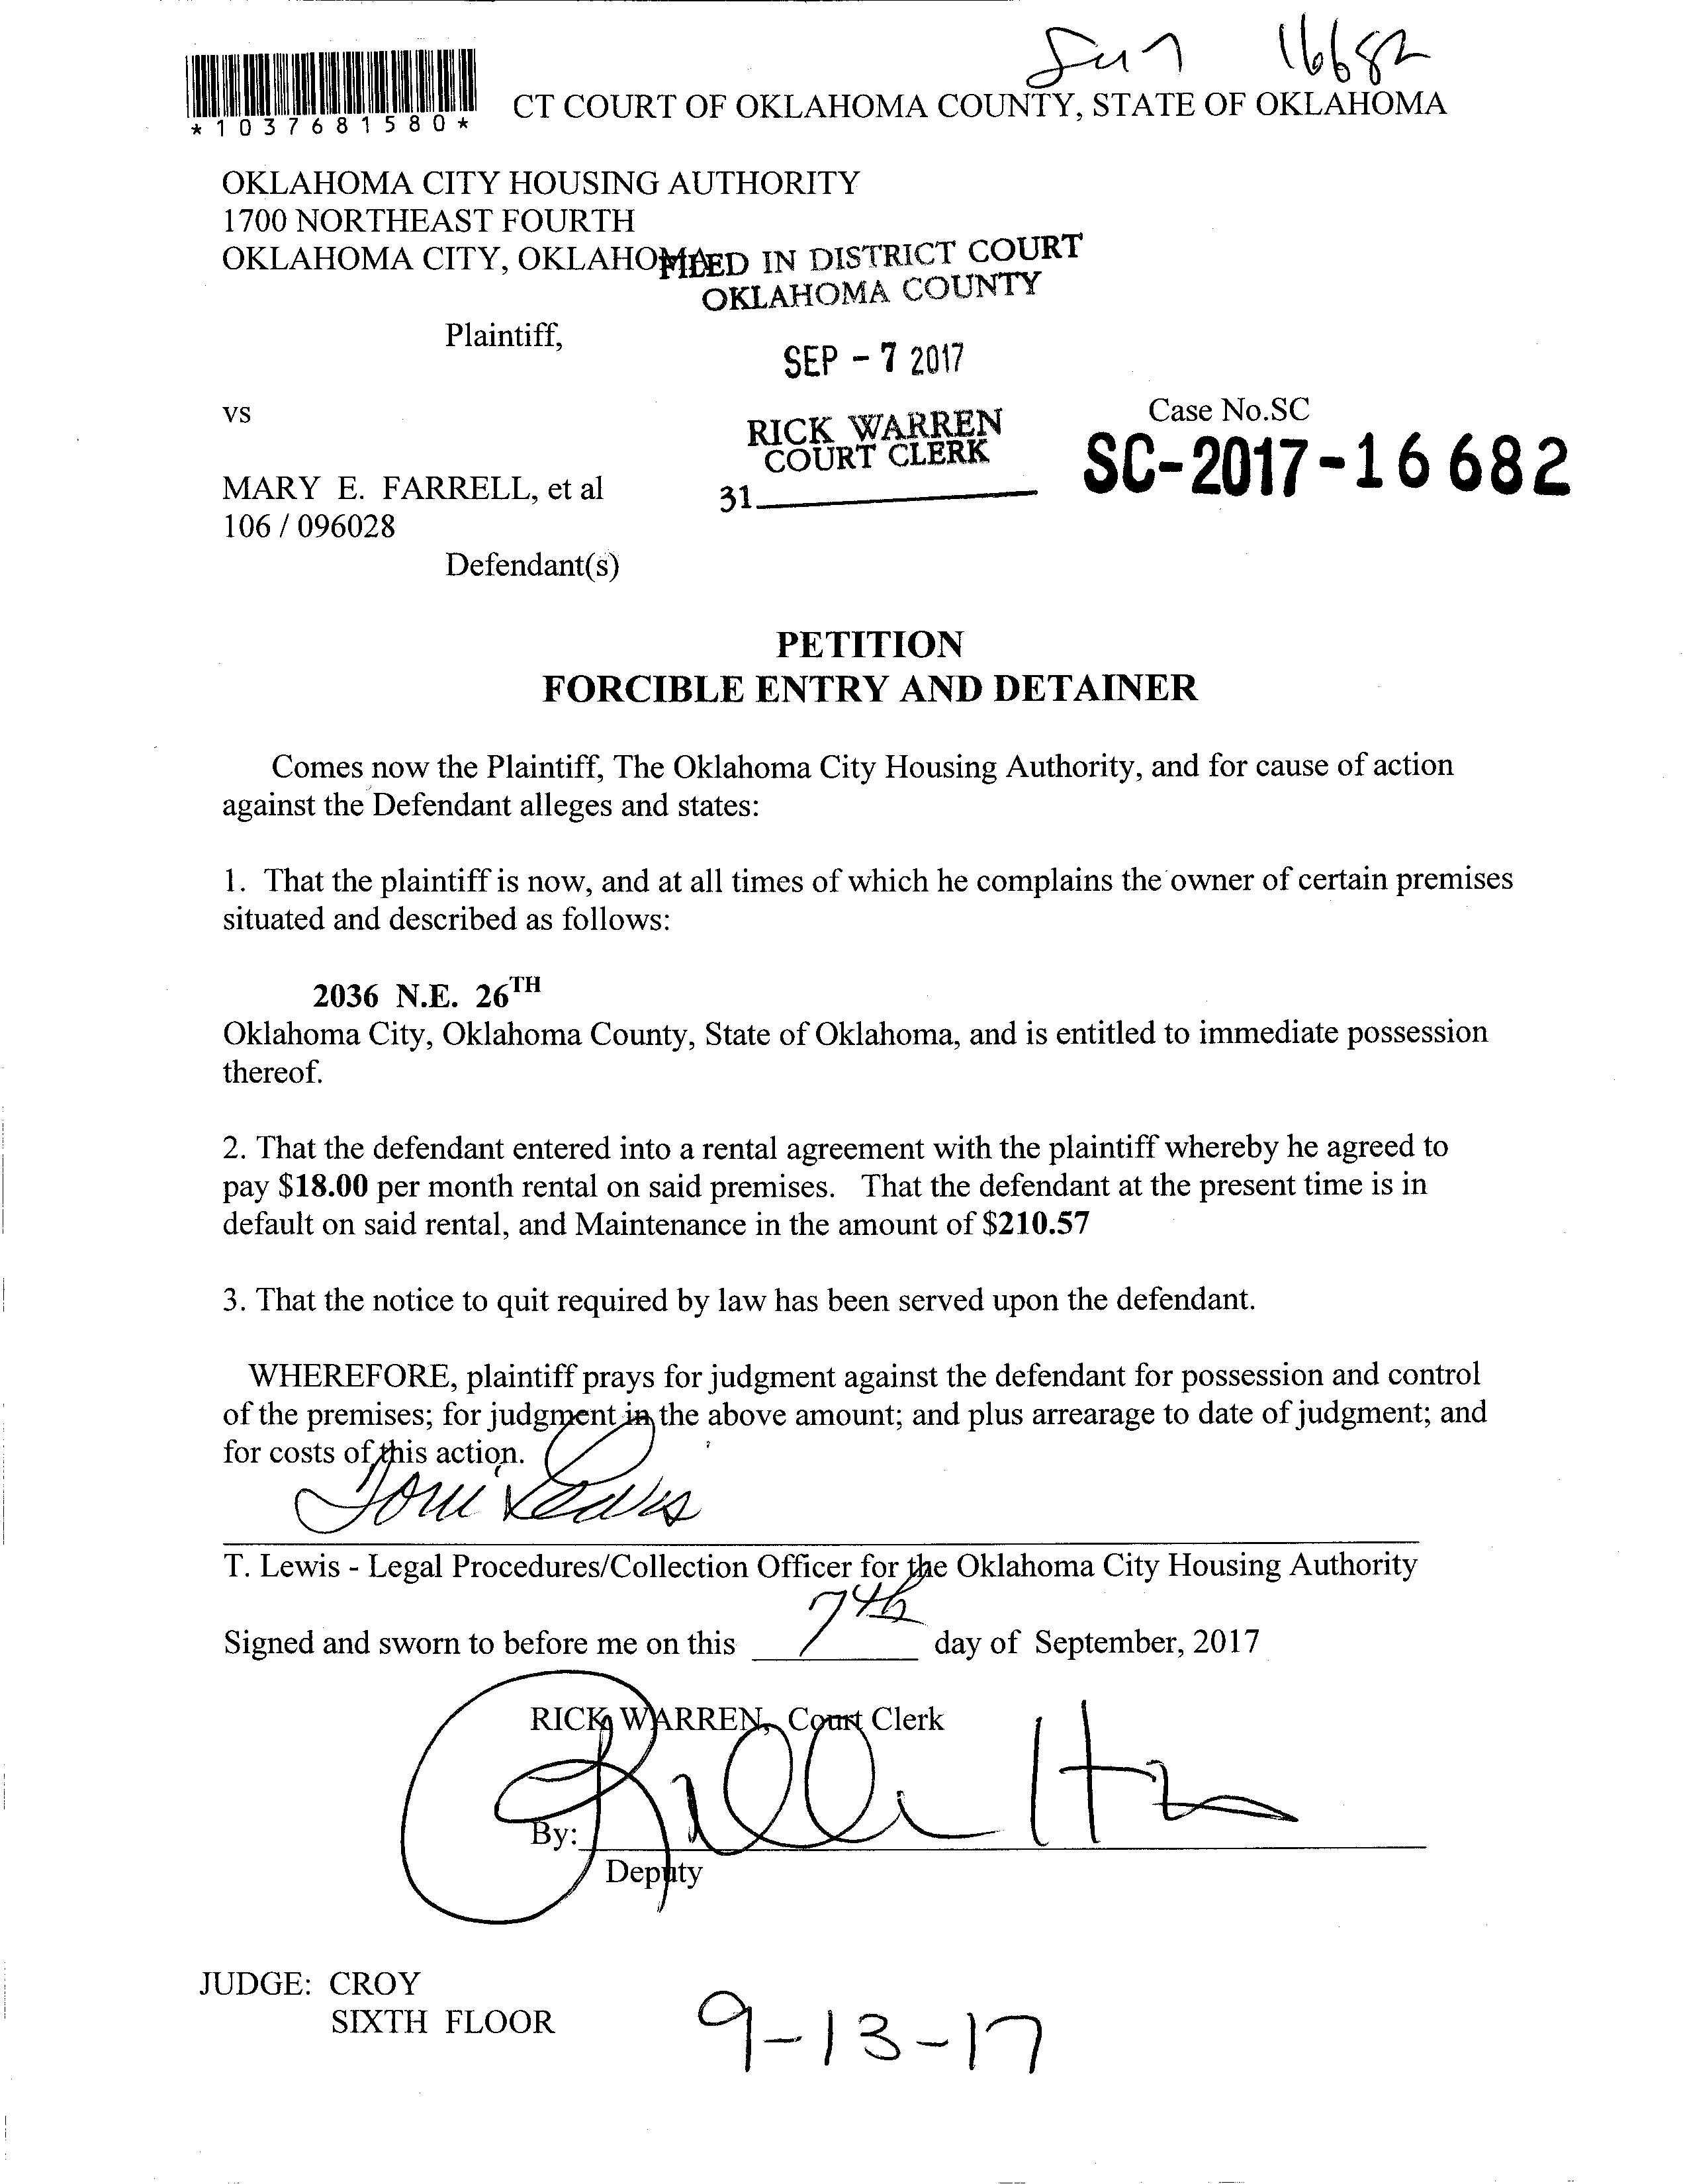 16682
*1037681580*
CT COURT OF OKLAHOMA COUNTY, STATE OF OKLAHOMA
OKLAHOMA CITY HOUSING AUTHORITY
1700 NORTHEAST FOURTH
OKLAHOMA CITY, OKLAHOMA
FILED IN DISTRICT COURT
OKLAHOMA COUNTY
Plaintiff,
SEP - 7 2017
vs
RICK WARREN
COURT CLERK
31
Case No.SC
SC-2017-16682
MARY E. FARRELL, et al
106 / 096028
Defendant(s)
PETITION
FORCIBLE ENTRY AND DETAINER
Comes now the Plaintiff, The Oklahoma City Housing Authority, and for cause of action
against the Defendant alleges and states:
1. That the plaintiff is now, and at all times of which he complains the owner of certain premises
situated and described as follows:
2036 N.E. 26TH
Oklahoma City, Oklahoma County, State of Oklahoma, and is entitled to immediate possession
thereof.
2. That the defendant entered into a rental agreement with the plaintiff whereby he agreed to
pay $18.00 per month rental on said premises. That the defendant at the present time is in
default on said rental, and Maintenance in the amount of $210.57
3. That the notice to quit required by law has been served upon the defendant.
WHEREFORE, plaintiff prays for judgment against the defendant for possession and control
of the premises; for judgment in the above amount; and plus arrearage to date of judgment; and
for costs of this action.
Toni Lewis
T. Lewis - Legal Procedures/Collection Officer for the Oklahoma City Housing Authority
Signed and sworn to before me on this 7th day of September, 2017
RICK WARREN, Court Clerk
By:
Deputy
JUDGE: CROY
SIXTH FLOOR
9-13-17